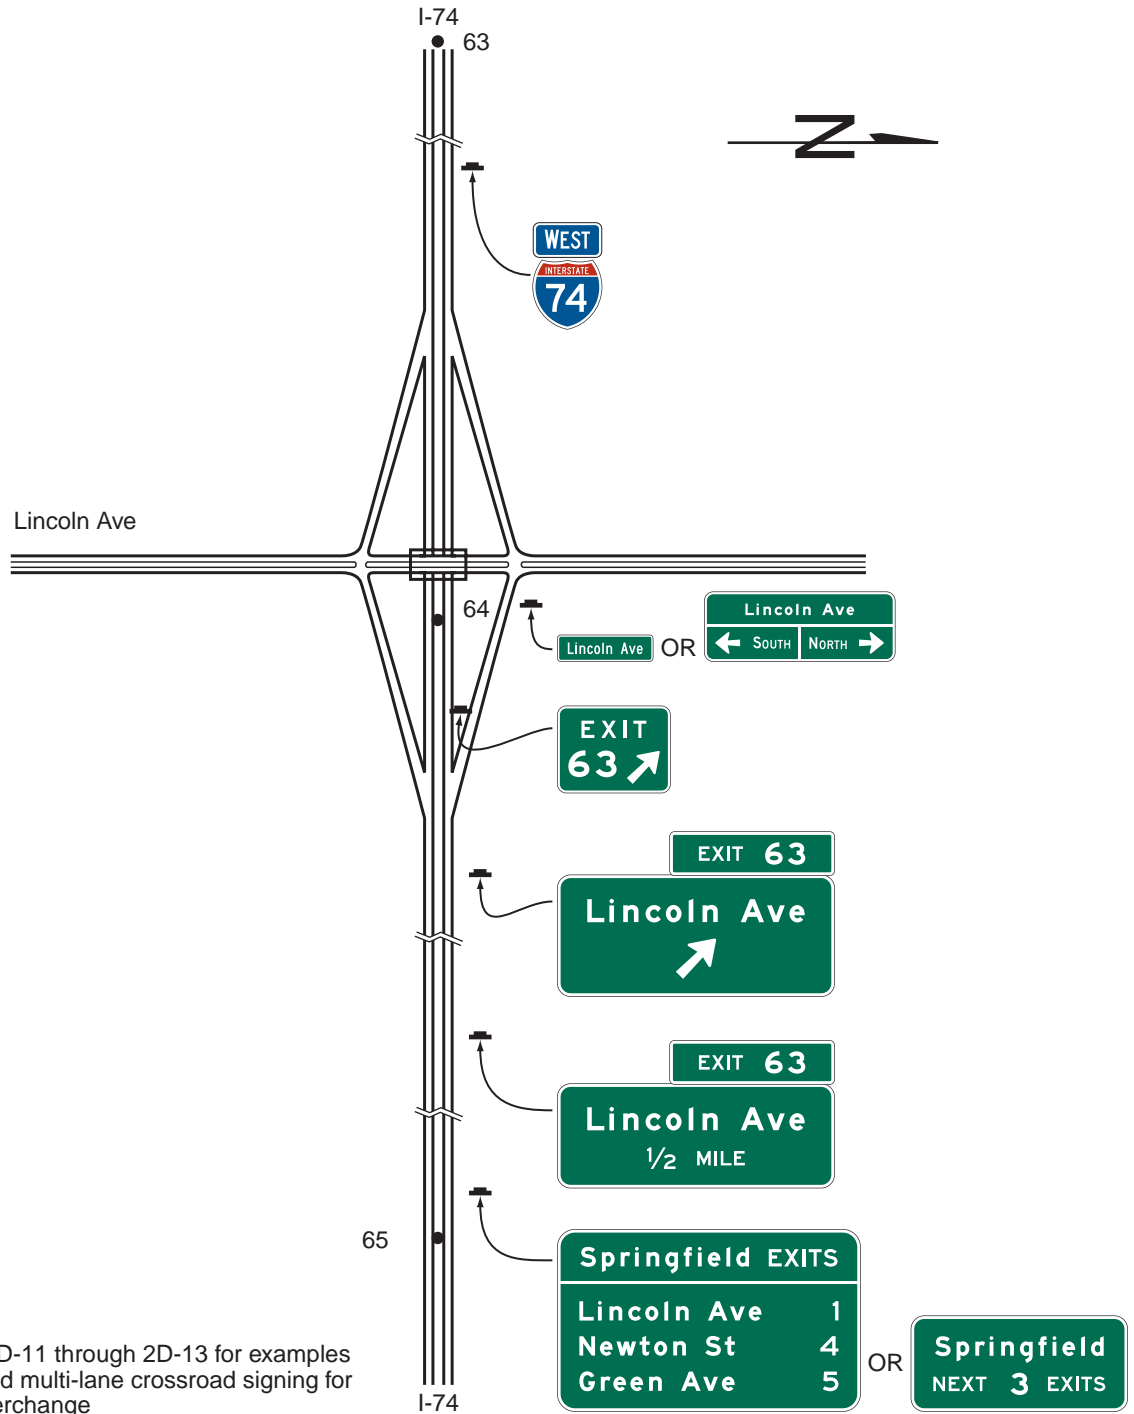 I-74
63
N
WEST
INTERSTATE
74
Lincoln Ave
64
Lincoln Ave
OR
Lincoln Ave
SOUTH NORTH
EXIT
63
EXIT 63
Lincoln Ave
EXIT 63
Lincoln Ave
1/2 MILE
65
Springfield EXITS
Lincoln Ave 1
Newton St 4
Green Ave 5
OR
Springfield
NEXT 3 EXITS
D-11 through 2D-13 for examples
d multi-lane crossroad signing for
erchange
I-74